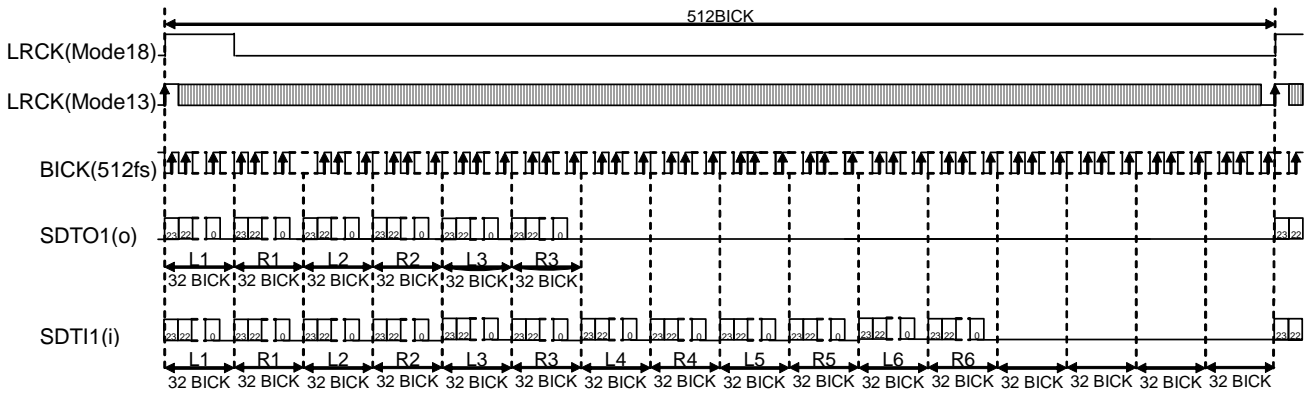 512BICK
LRCK(Mode18)
LRCK(Mode13)
BICK(512fs)
SDTO1(o)
23 22 0 23 22 0 23 22 0 23 22 0 23 22 0 23 22 0 23 22
L1 R1 L2 R2 L3 R3
32 BICK 32 BICK 32 BICK 32 BICK 32 BICK 32 BICK
SDTI1(i)
23 22 0 23 22 0 23 22 0 23 22 0 23 22 0 23 22 0 23 22 0 23 22 0 23 22 0 23 22 0 23 22 0 23 22 0 23 22
L1 R1 L2 R2 L3 R3 L4 R4 L5 R5 L6 R6
32 BICK 32 BICK 32 BICK 32 BICK 32 BICK 32 BICK 32 BICK 32 BICK 32 BICK 32 BICK 32 BICK 32 BICK 32 BICK 32 BICK 32 BICK 32 BICK